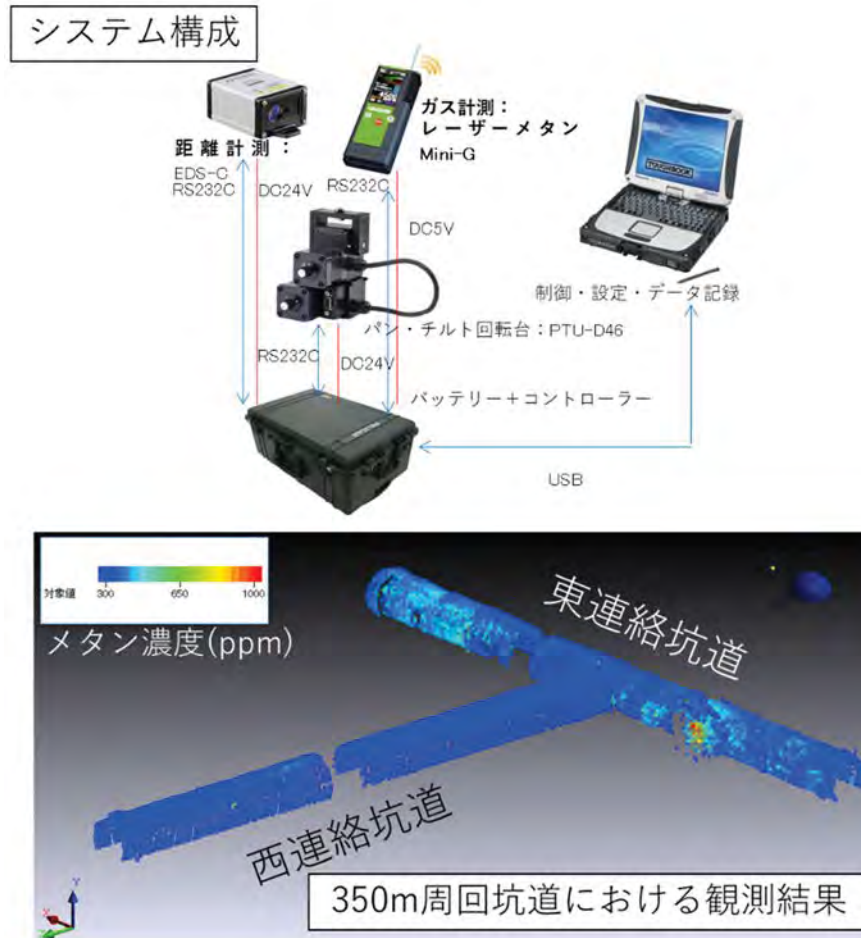 システム構成
ガス計測：
レーザーメタン
Mini-G
距離計測：
EDS-C
RS232C
DC24V
RS232C
DC5V
TOUGHBOOK
制御・設定・データ記録
パン・チルト回転台：PTU-D46
RS232C
DC24V
バッテリー＋コントローラー
USB
対象値
300
650
1000
メタン濃度(ppm)
東連絡坑道
西連絡坑道
350m周回坑道における観測結果